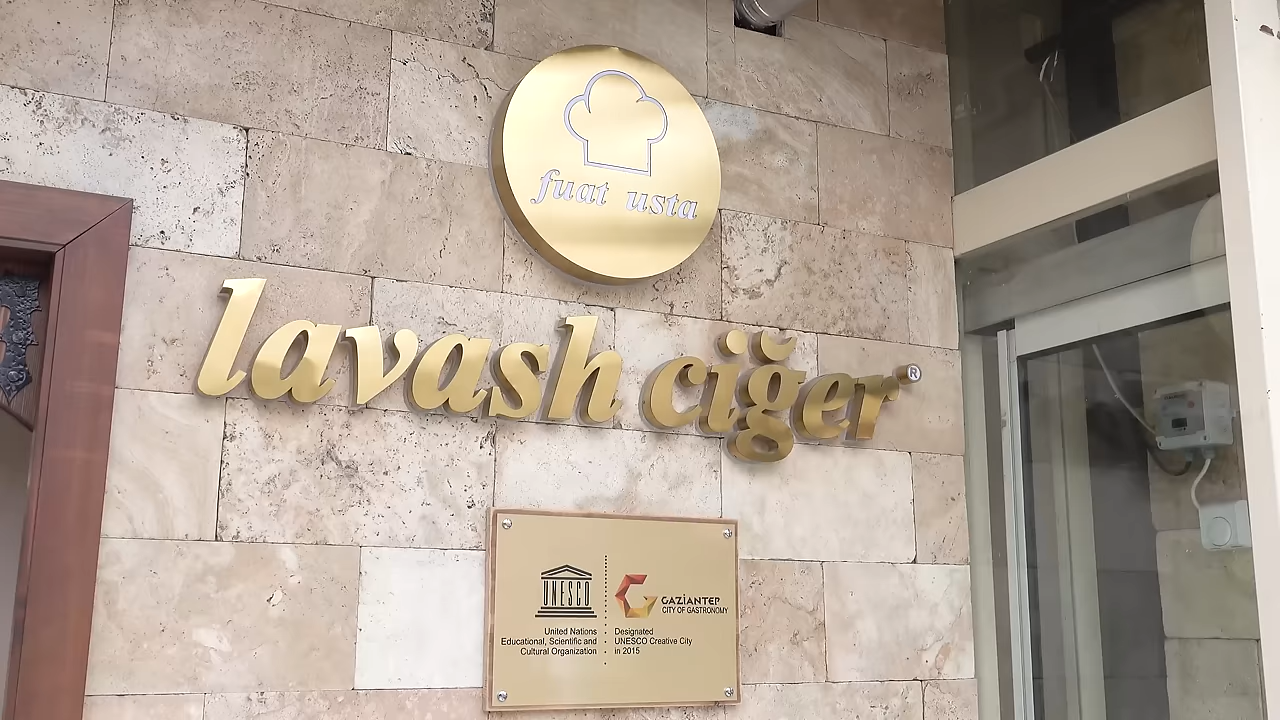 fuat usta
lavash ciğer®
UNESCO
United Nations
Educational, Scientific and
Cultural Organization
GAZİANTEP
CITY OF GASTRONOMY
Designated
UNESCO Creative City
in 2015